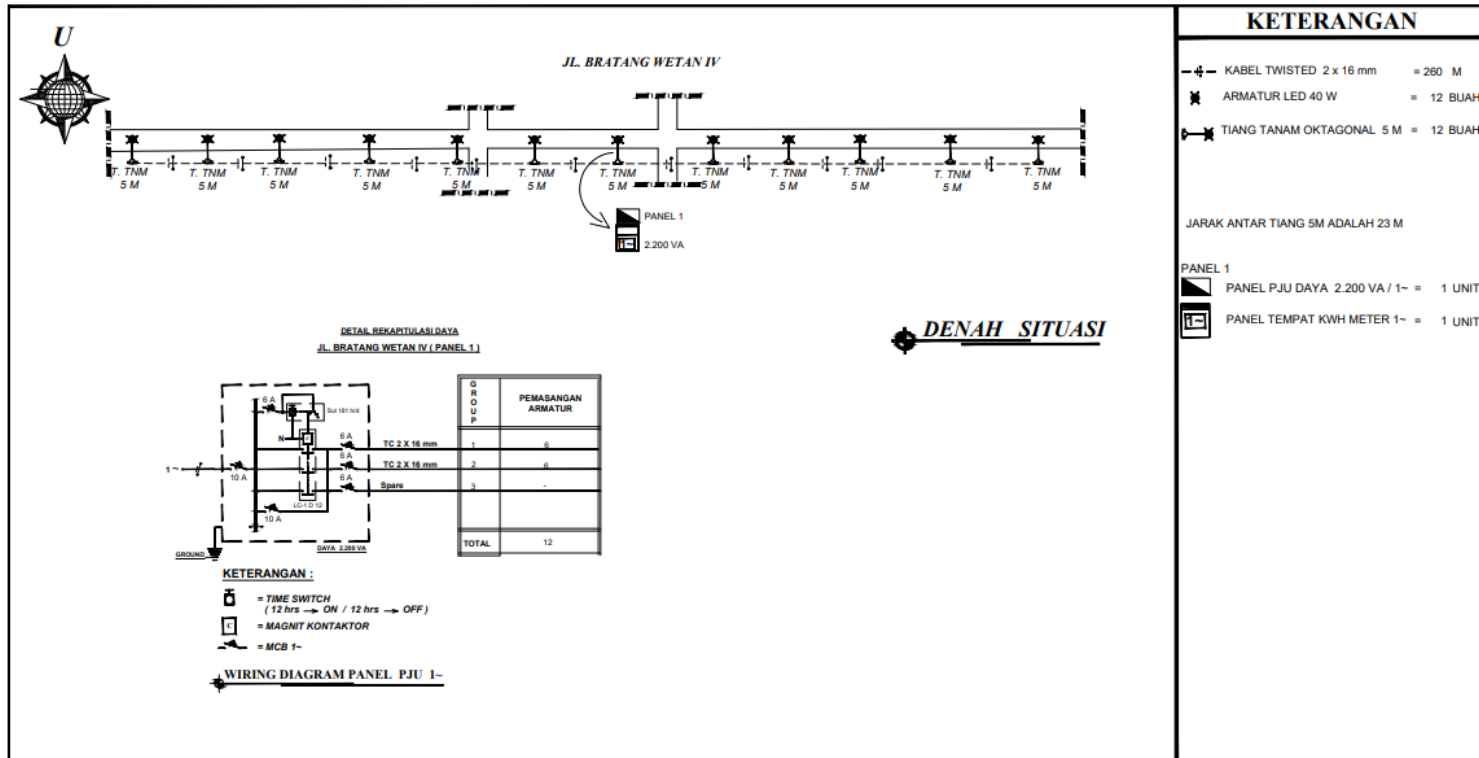 U
JL. BRATANG WETAN IV
T. TNM
5 M
T. TNM
5 M
T. TNM
5 M
T. TNM
5 M
T. TNM
5 M
T. TNM
5 M
T. TNM
5 M
T. TNM
5 M
T. TNM
5 M
T. TNM
5 M
T. TNM
5 M
T. TNM
5 M
PANEL 1
1~
2.200 VA
DENAH SITUASI
DETAIL REKAPITULASI DAYA
JL. BRATANG WETAN IV ( PANEL 1 )
6 A
Sul 181 h/d
N
C
6 A
TC 2 X 16 mm
6 A
TC 2 X 16 mm
1~
10 A
6 A
Spare
LC-1 D 12
10 A
GROUND
DAYA 2.200 VA
GROUP PEMASANGAN
ARMATUR
1 6
2 6
3 -
TOTAL 12
KETERANGAN :
= TIME SWITCH
( 12 hrs → ON / 12 hrs → OFF )
C = MAGNIT KONTAKTOR
= MCB 1~
WIRING DIAGRAM PANEL PJU 1~
KETERANGAN
KABEL TWISTED 2 x 16 mm = 260 M
ARMATUR LED 40 W = 12 BUAH
TIANG TANAM OKTAGONAL 5 M = 12 BUAH
JARAK ANTAR TIANG 5M ADALAH 23 M
PANEL 1
PANEL PJU DAYA 2.200 VA / 1~ = 1 UNIT
1~ PANEL TEMPAT KWH METER 1~ = 1 UNIT